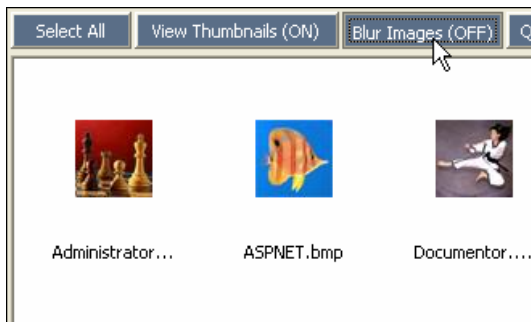 Select All View Thumbnails (ON) Blur Images (OFF) Q
Administrator... ASPNET.bmp Documentor....